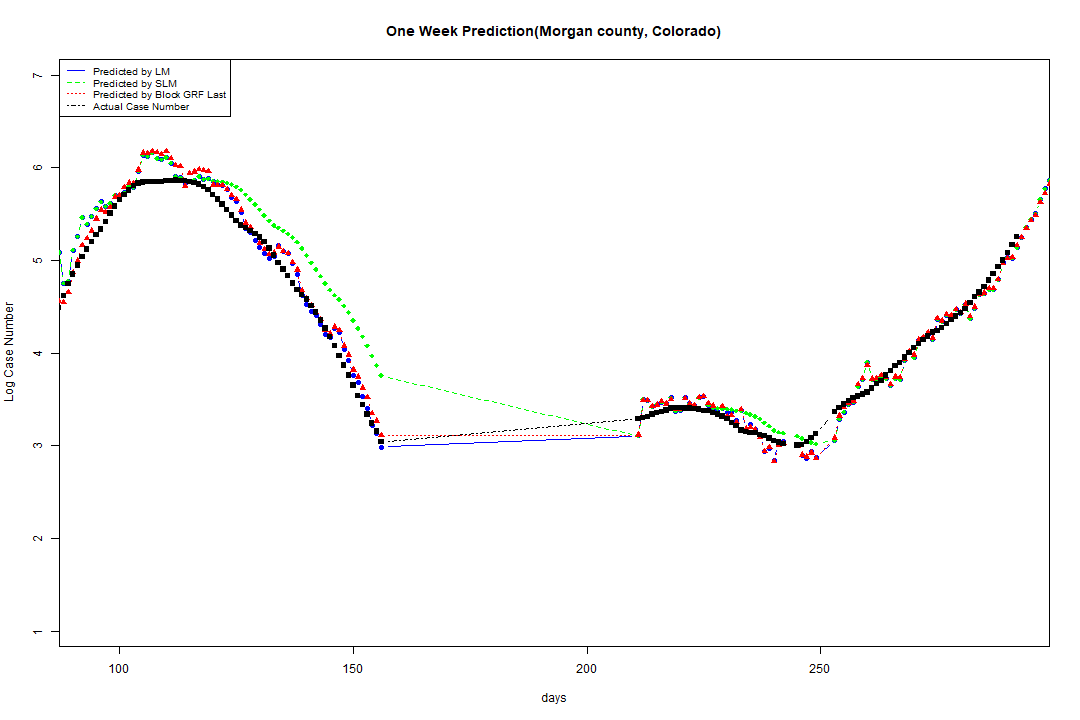 One Week Prediction(Morgan county, Colorado)
Predicted by LM
Predicted by SLM
Predicted by Block GRF Last
Actual Case Number
7
6
5
4
3
2
1
Log Case Number
100 150 200 250
days